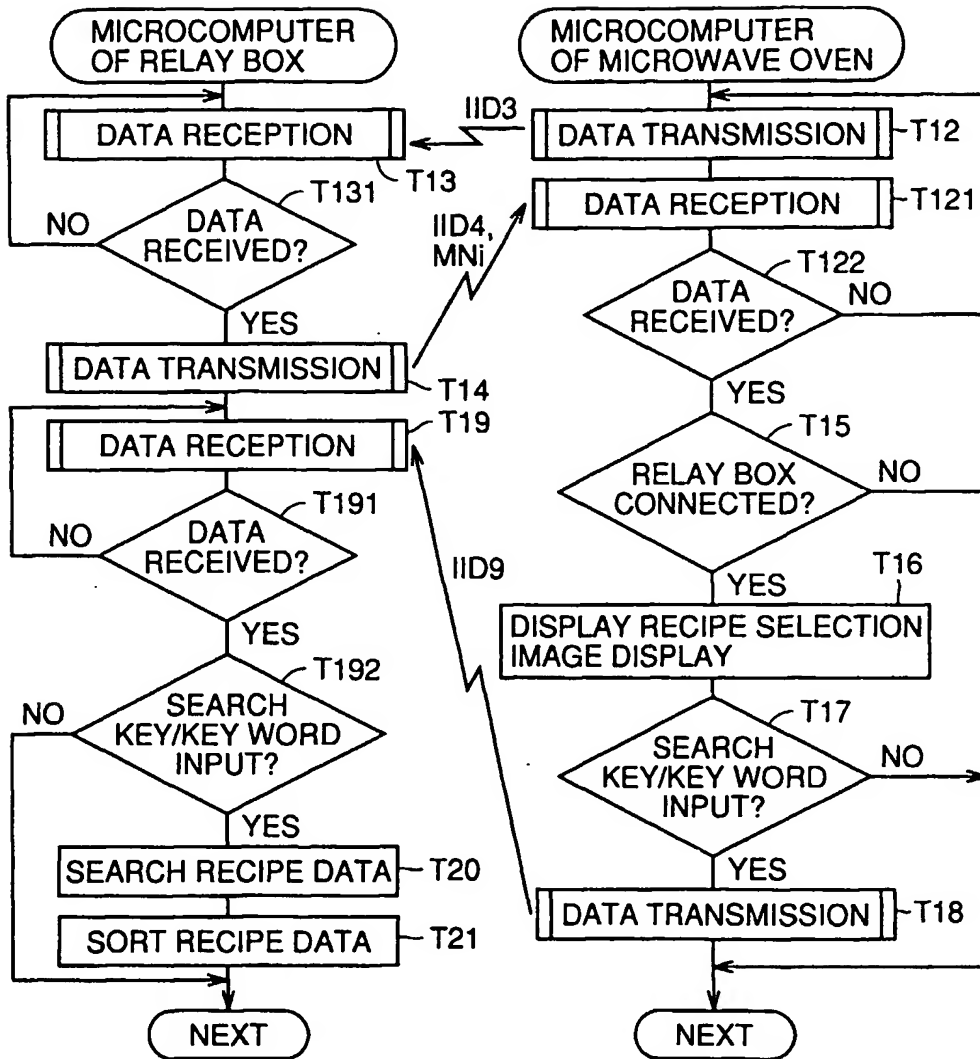 MICROCOMPUTER
OF RELAY BOX
DATA RECEPTION
T13
T131
DATA
RECEIVED?
NO
YES
DATA TRANSMISSION
T14
DATA RECEPTION
T19
T191
DATA
RECEIVED?
NO
YES
T192
SEARCH
KEY/KEY WORD
INPUT?
NO
YES
SEARCH RECIPE DATA
T20
SORT RECIPE DATA
T21
NEXT
IID3
IID4,
MNi
IID9
MICROCOMPUTER
OF MICROWAVE OVEN
DATA TRANSMISSION
T12
DATA RECEPTION
T121
T122
DATA
RECEIVED?
NO
YES
T15
RELAY BOX
CONNECTED?
NO
YES
T16
DISPLAY RECIPE SELECTION
IMAGE DISPLAY
T17
SEARCH
KEY/KEY WORD
INPUT?
NO
YES
DATA TRANSMISSION
T18
NEXT